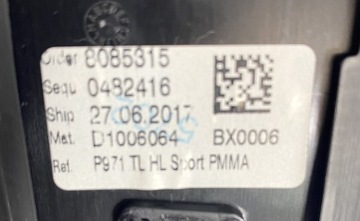 Order 8085315
Sequ 0482416
Ship 27.06.2017
Mat. D1006064 BX0006
Ref. P971 TL HL Sport PMMA